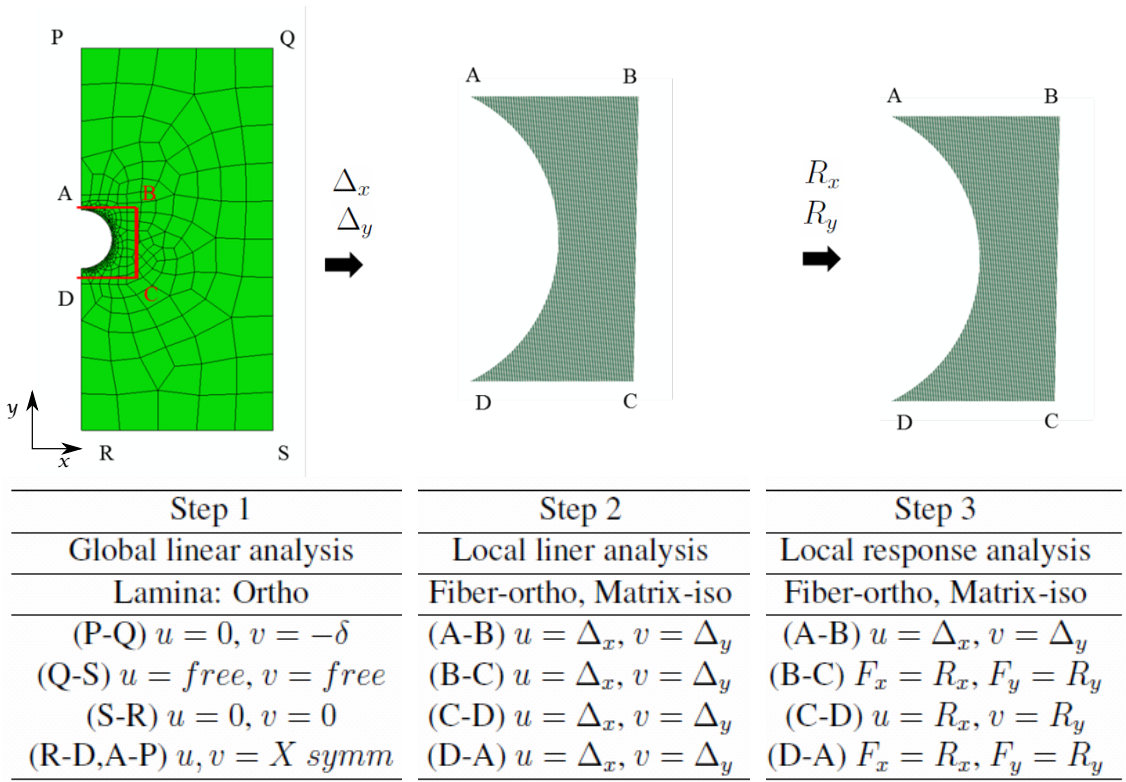 P
Q
A
B
D
C
R
S
y
x
Δx
Δy
A
B
D
C
Rx
Ry
A
B
D
C
Step 1
Global linear analysis
Lamina: Ortho
(P-Q) u = 0, v = −δ
(Q-S) u = free, v = free
(S-R) u = 0, v = 0
(R-D,A-P) u, v = X symm
Step 2
Local liner analysis
Fiber-ortho, Matrix-iso
(A-B) u = Δx, v = Δy
(B-C) u = Δx, v = Δy
(C-D) u = Δx, v = Δy
(D-A) u = Δx, v = Δy
Step 3
Local response analysis
Fiber-ortho, Matrix-iso
(A-B) u = Δx, v = Δy
(B-C) Fx = Rx, Fy = Ry
(C-D) u = Rx, v = Ry
(D-A) Fx = Rx, Fy = Ry